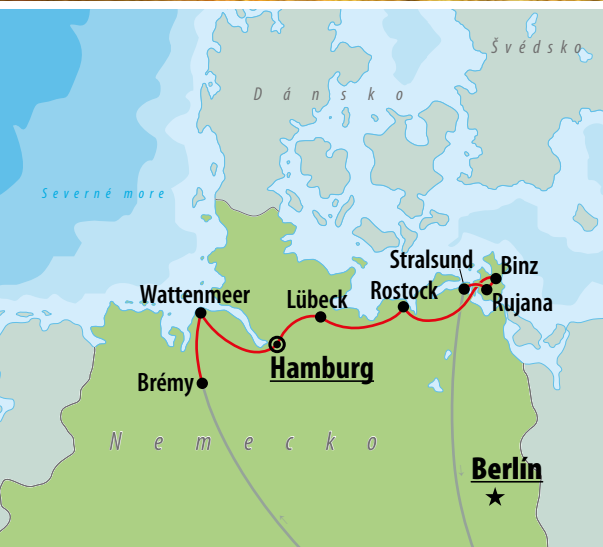 Švédsko
Dánsko
Severné more
Stralsund
Binz
Wattenmeer
Lübeck
Rostock
Rujana
Hamburg
Brémy
Nemecko
Berlín